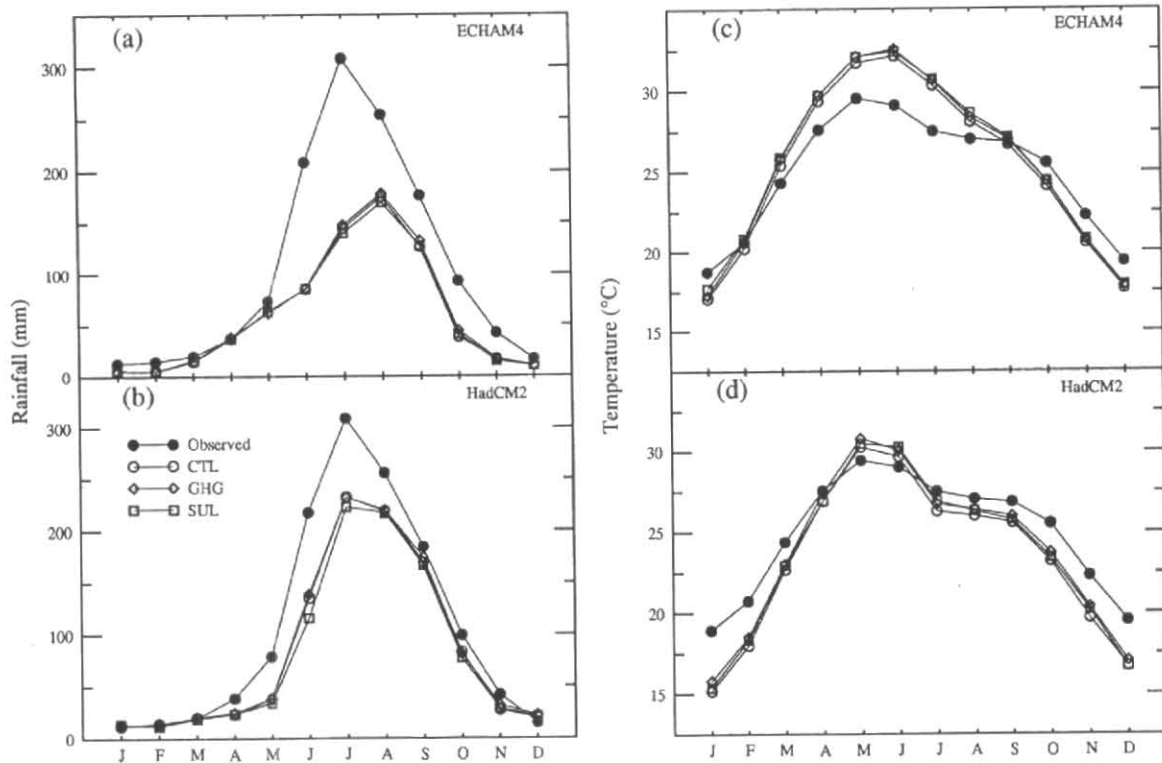 (a)
ECHAM4
300
200
100
0
Rainfall (mm)
(b)
HadCM2
Observed
CTL
GHG
SUL
300
200
100
0
J F M A M J J A S O N D
(c)
ECHAM4
30
25
20
15
Temperature (°C)
(d)
HadCM2
30
25
20
15
J F M A M J J A S O N D